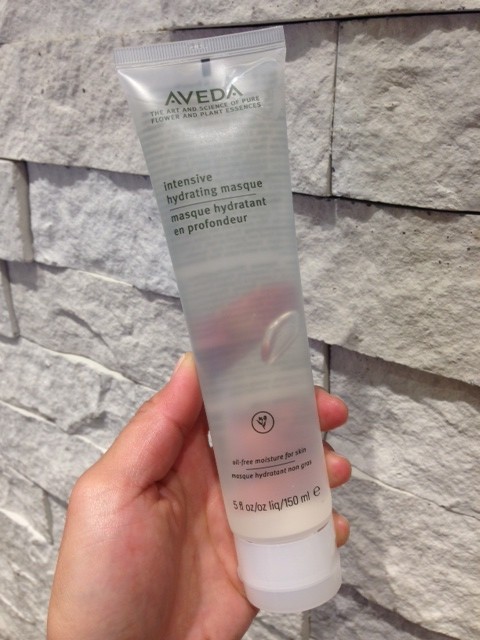 AVEDA
THE ART AND SCIENCE OF PURE
FLOWER AND PLANT ESSENCES
intensive
hydrating masque
masque hydratant
en profondeur
oil-free moisture for skin
masque hydratant non gras
5 fl oz/oz liq/150 ml ℮